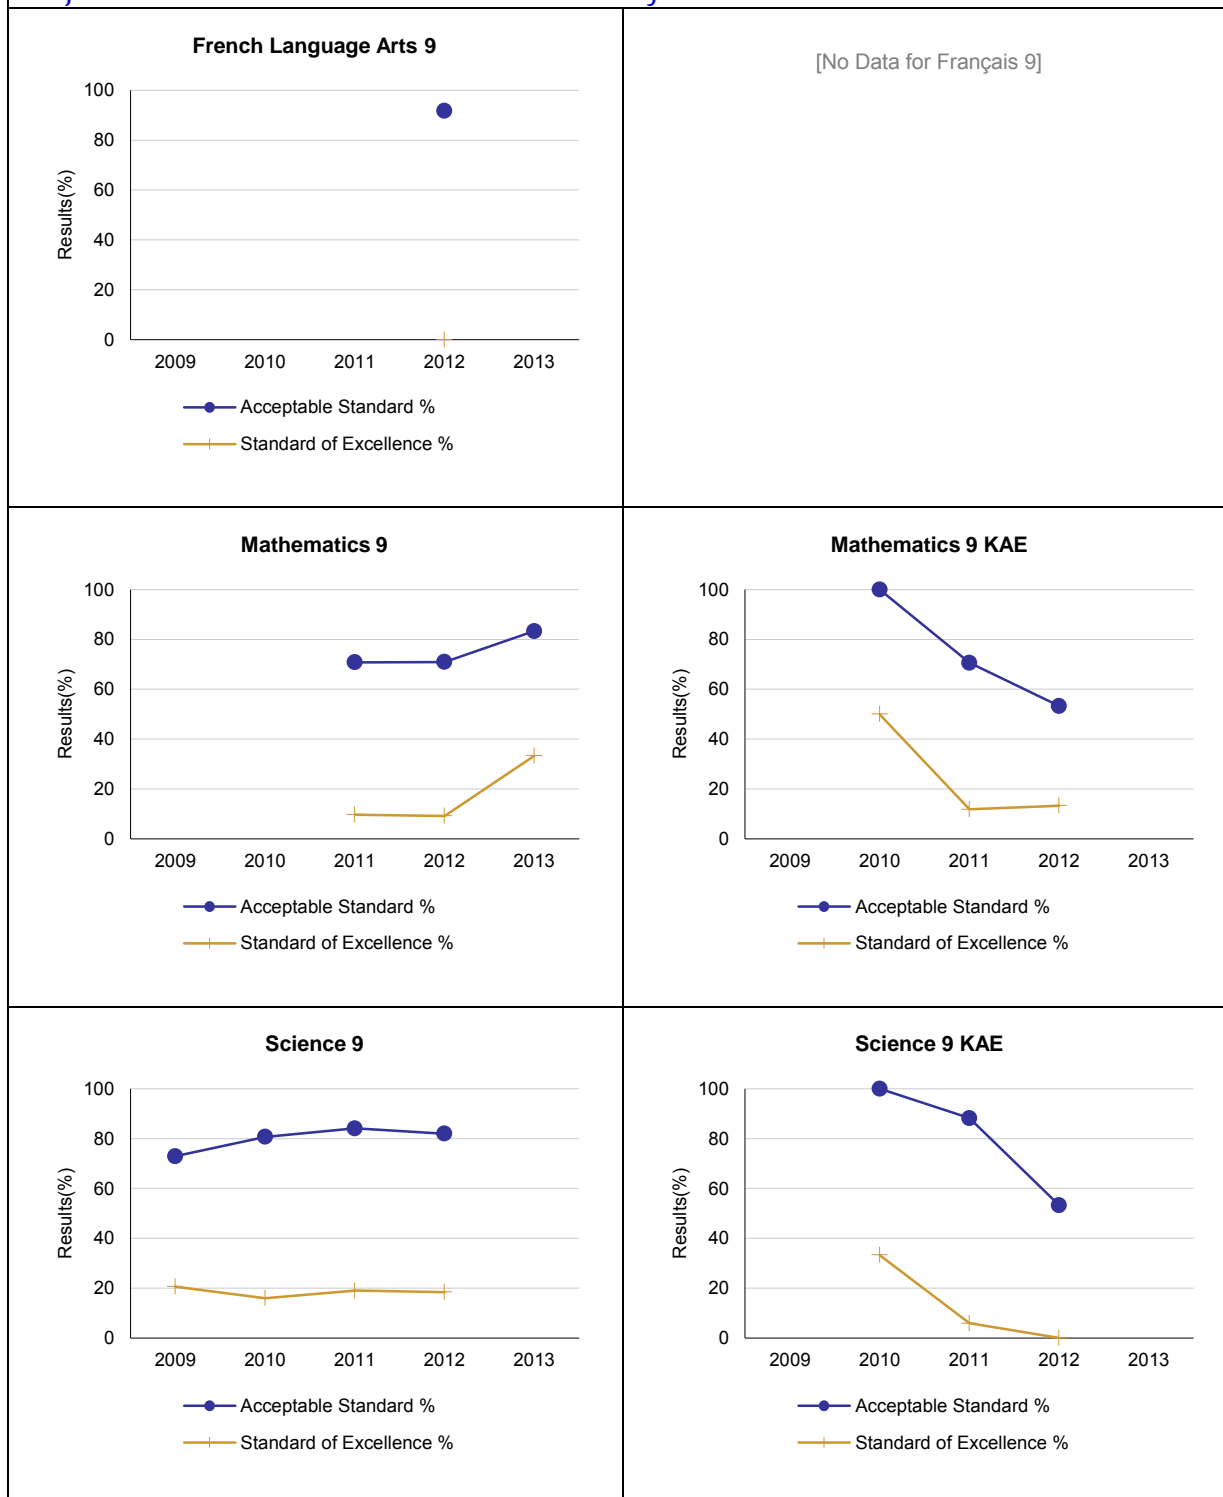 French Language Arts 9
100
80
60
40
20
0
Results(%)
2009 2010 2011 2012 2013
Acceptable Standard %
Standard of Excellence %
[No Data for Français 9]
Mathematics 9
100
80
60
40
20
0
Results(%)
2009 2010 2011 2012 2013
Acceptable Standard %
Standard of Excellence %
Mathematics 9 KAE
100
80
60
40
20
0
Results(%)
2009 2010 2011 2012 2013
Acceptable Standard %
Standard of Excellence %
Science 9
100
80
60
40
20
0
Results(%)
2009 2010 2011 2012 2013
Acceptable Standard %
Standard of Excellence %
Science 9 KAE
100
80
60
40
20
0
Results(%)
2009 2010 2011 2012 2013
Acceptable Standard %
Standard of Excellence %